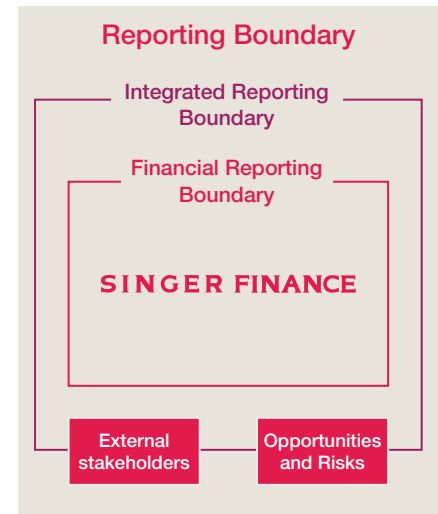 Reporting Boundary
Integrated Reporting
Boundary
Financial Reporting
Boundary
SINGER FINANCE
External
stakeholders
Opportunities
and Risks